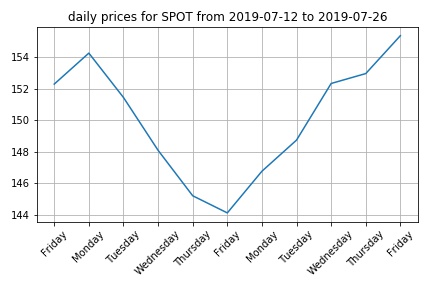 daily prices for SPOT from 2019-07-12 to 2019-07-26
154
152
150
148
146
144
Friday
Monday
Tuesday
Wednesday
Thursday
Friday
Monday
Tuesday
Wednesday
Thursday
Friday